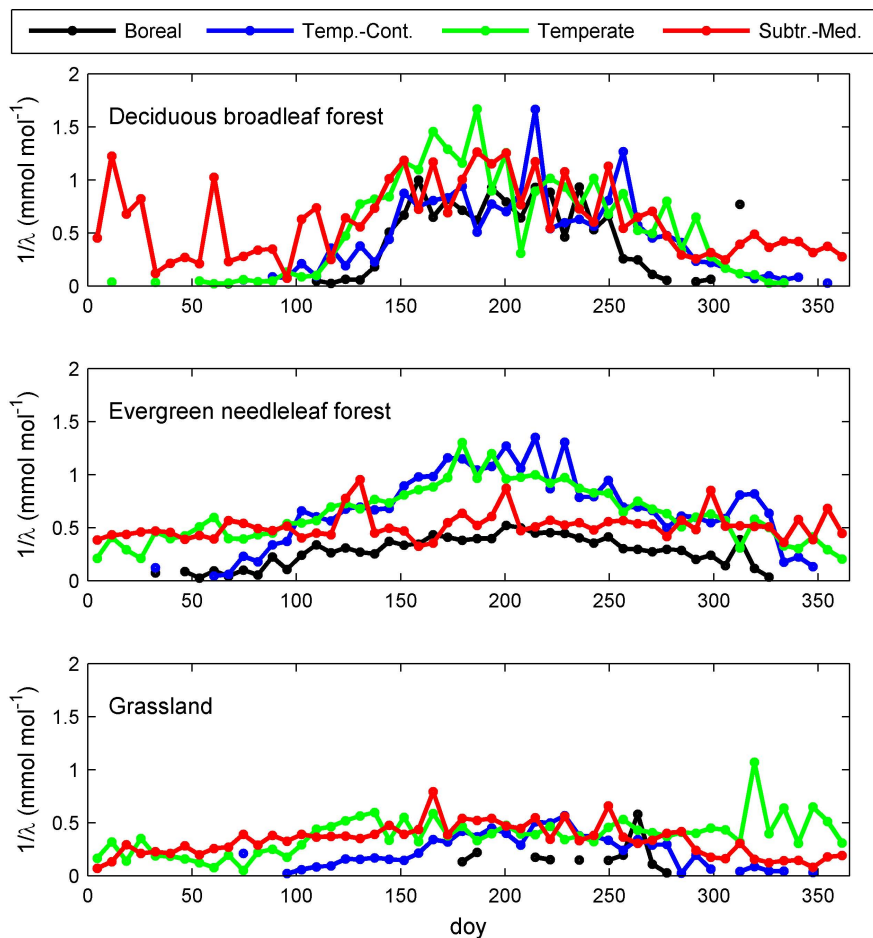 Boreal Temp.-Cont. Temperate Subtr.-Med.
2
1.5
1
0.5
0
Deciduous broadleaf forest
1/λ (mmol mol⁻¹)
0 50 100 150 200 250 300 350
2
1.5
1
0.5
0
Evergreen needleleaf forest
1/λ (mmol mol⁻¹)
0 50 100 150 200 250 300 350
2
1.5
1
0.5
0
Grassland
1/λ (mmol mol⁻¹)
0 50 100 150 200 250 300 350
doy